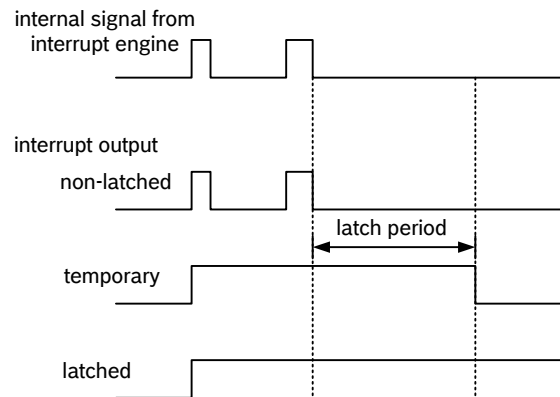 internal signal from
interrupt engine
interrupt output
non-latched
latch period
temporary
latched